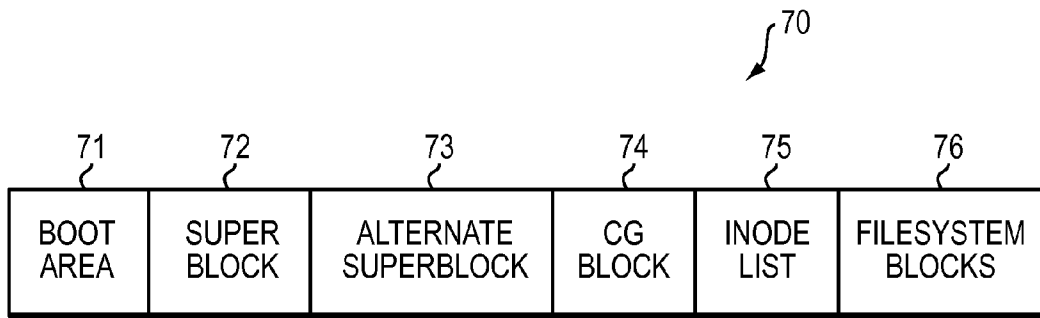 70
71 72 73 74 75 76
BOOT AREA SUPER BLOCK ALTERNATE SUPERBLOCK CG BLOCK INODE LIST FILESYSTEM BLOCKS